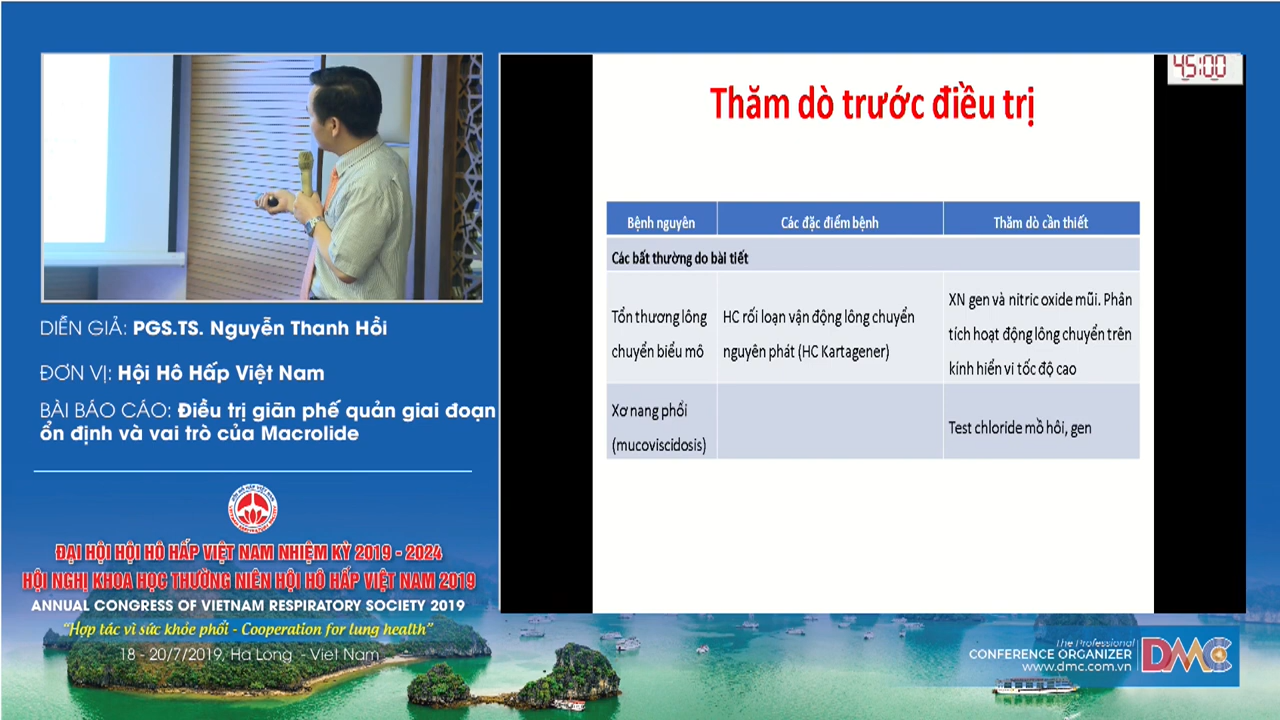 DIỄN GIẢ: PGS.TS. Nguyễn Thanh Hồi
ĐƠN VỊ: Hội Hô Hấp Việt Nam
BÀI BÁO CÁO: Điều trị giãn phế quản giai đoạn
ổn định và vai trò của Macrolide
ĐẠI HỘI HỘI HÔ HẤP VIỆT NAM NHIỆM KỲ 2019 - 2024
HỘI NGHỊ KHOA HỌC THƯỜNG NIÊN HỘI HÔ HẤP VIỆT NAM 2019
ANNUAL CONGRESS OF VIETNAM RESPIRATORY SOCIETY 2019
“Hợp tác vì sức khỏe phổi - Cooperation for lung health”
18 - 20/7/2019, Ha Long - Viet Nam
45:00
Thăm dò trước điều trị
Bệnh nguyên
Các đặc điểm bệnh
Thăm dò cần thiết
Các bất thường do bài tiết
Tổn thương lông
chuyển biểu mô
HC rối loạn vận động lông chuyển
nguyên phát (HC Kartagener)
XN gen và nitric oxide mũi. Phân
tích hoạt động lông chuyển trên
kính hiển vi tốc độ cao
Xơ nang phổi
(mucoviscidosis)
Test chloride mồ hôi, gen
The Professional
CONFERENCE ORGANIZER
www.dmc.com.vn
DMC